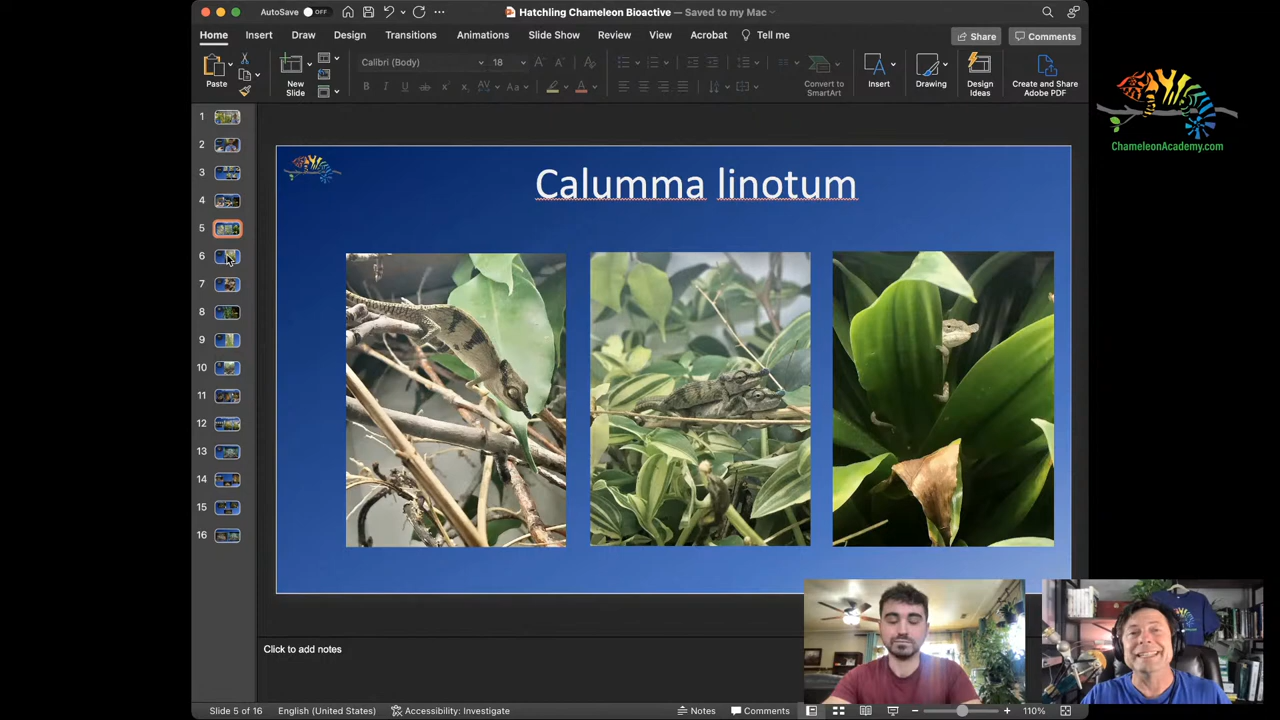 AutoSave OFF
Hatchling Chameleon Bioactive — Saved to my Mac
Home Insert Draw Design Transitions Animations Slide Show Review View Acrobat Tell me
Share Comments
Paste
New Slide
Calibri (Body) 18
Convert to SmartArt
Insert
Drawing
Design Ideas
Create and Share Adobe PDF
ChameleonAcademy.com
1
2
3
4
5
6
7
8
9
10
11
12
13
14
15
16
Calumma linotum
Click to add notes
Slide 5 of 16 English (United States) Accessibility: Investigate Notes Comments 110%